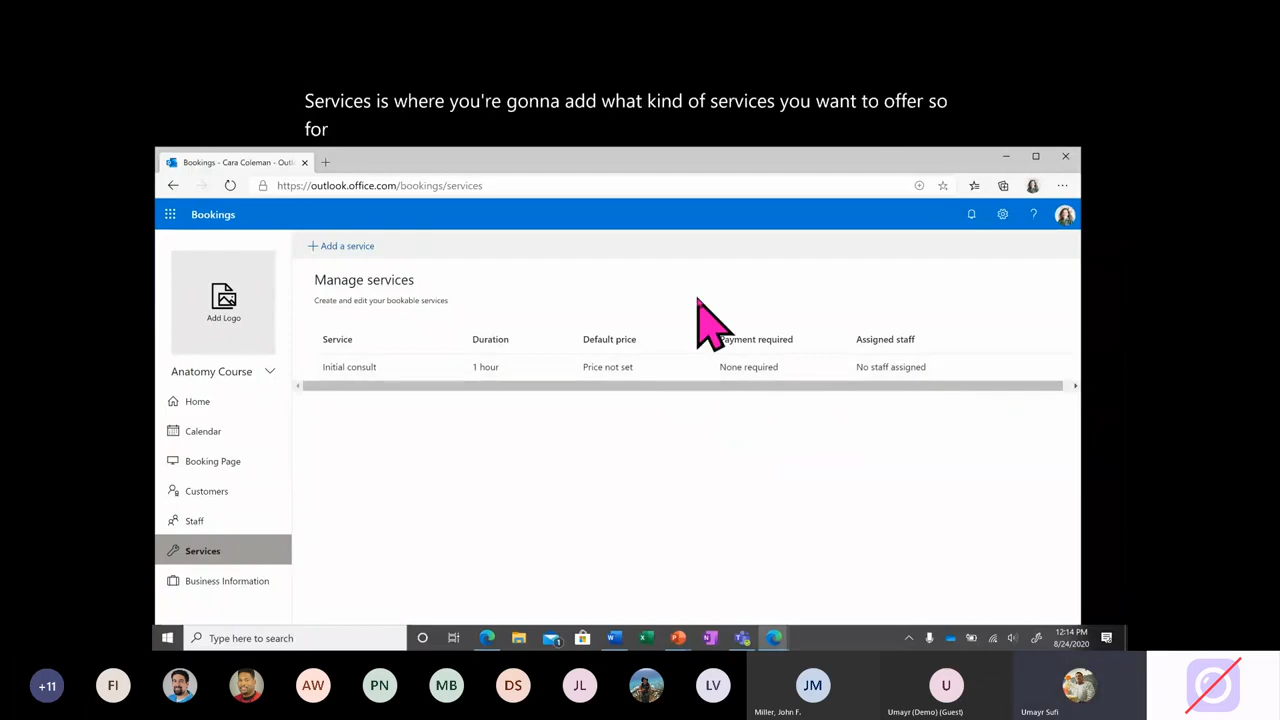 Services is where you're gonna add what kind of services you want to offer so
for
Bookings - Cara Coleman - Outl
https://outlook.office.com/bookings/services
Bookings
Add Logo
Anatomy Course
Home
Calendar
Booking Page
Customers
Staff
Services
Business Information
+ Add a service
Manage services
Create and edit your bookable services
Service Duration Default price Payment required Assigned staff
Initial consult 1 hour Price not set None required No staff assigned
Type here to search
12:14 PM
8/24/2020
+11 FI AW PN MB DS JL LV JM U
Miller, John F. Umayr (Demo) (Guest) Umayr Sufi